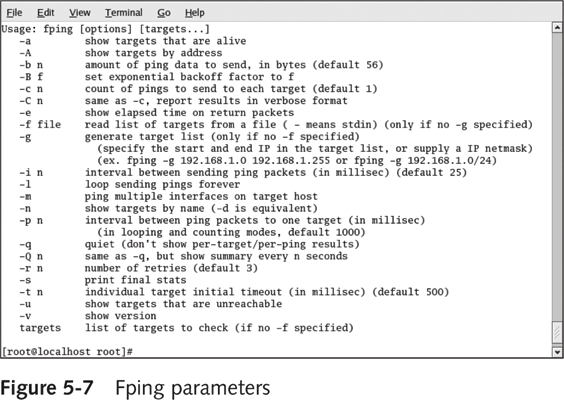 File Edit View Terminal Go Help
Usage: fping [options] [targets...]
-a show targets that are alive
-A show targets by address
-b n amount of ping data to send, in bytes (default 56)
-B f set exponential backoff factor to f
-c n count of pings to send to each target (default 1)
-C n same as -c, report results in verbose format
-e show elapsed time on return packets
-f file read list of targets from a file ( - means stdin) (only if no -g specified)
-g generate target list (only if no -f specified)
(specify the start and end IP in the target list, or supply a IP netmask)
(ex. fping -g 192.168.1.0 192.168.1.255 or fping -g 192.168.1.0/24)
-i n interval between sending ping packets (in millisec) (default 25)
-l loop sending pings forever
-m ping multiple interfaces on target host
-n show targets by name (-d is equivalent)
-p n interval between ping packets to one target (in millisec)
(in looping and counting modes, default 1000)
-q quiet (don't show per-target/per-ping results)
-Q n same as -q, but show summary every n seconds
-r n number of retries (default 3)
-s print final stats
-t n individual target initial timeout (in millisec) (default 500)
-u show targets that are unreachable
-v show version
targets list of targets to check (if no -f specified)
[root@localhost root]#
Figure 5-7 Fping parameters